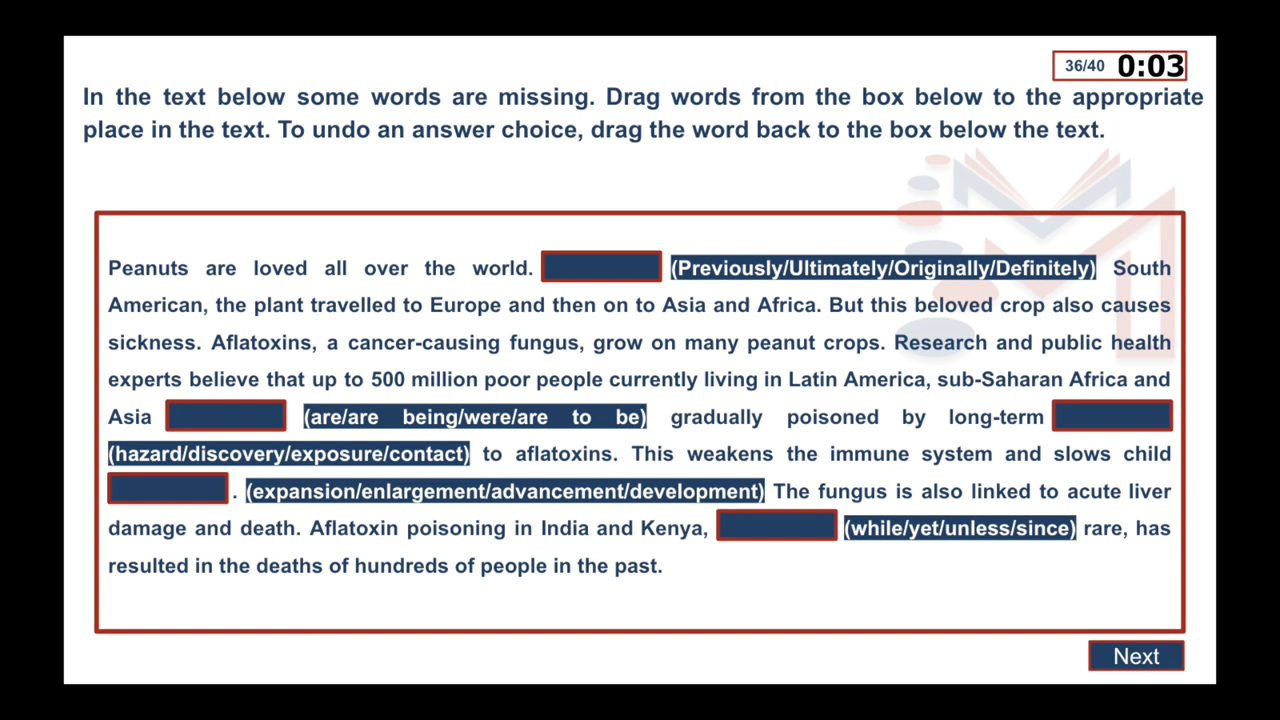 36/40 0:03
In the text below some words are missing. Drag words from the box below to the appropriate
place in the text. To undo an answer choice, drag the word back to the box below the text.
Peanuts are loved all over the world. (Previously/Ultimately/Originally/Definitely) South
American, the plant travelled to Europe and then on to Asia and Africa. But this beloved crop also causes
sickness. Aflatoxins, a cancer-causing fungus, grow on many peanut crops. Research and public health
experts believe that up to 500 million poor people currently living in Latin America, sub-Saharan Africa and
Asia (are/are being/were/are to be) gradually poisoned by long-term
(hazard/discovery/exposure/contact) to aflatoxins. This weakens the immune system and slows child
. (expansion/enlargement/advancement/development) The fungus is also linked to acute liver
damage and death. Aflatoxin poisoning in India and Kenya, (while/yet/unless/since) rare, has
resulted in the deaths of hundreds of people in the past.
Next